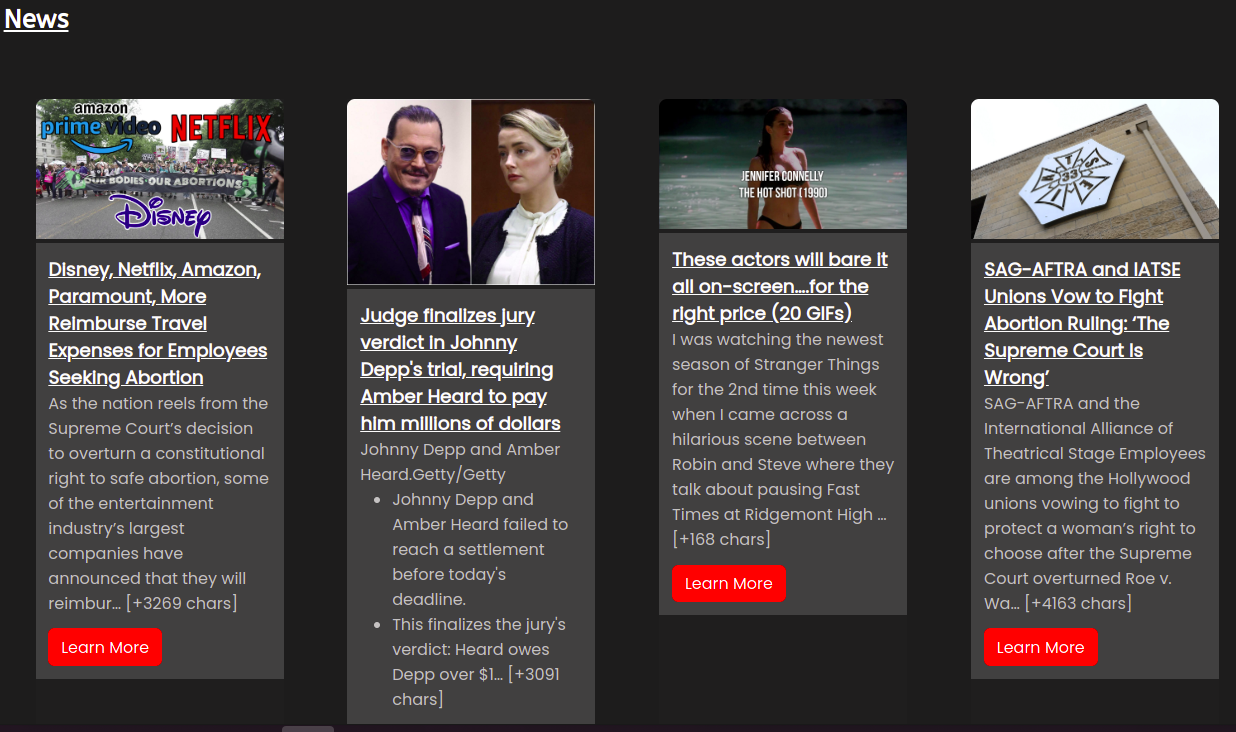 News
amazon
prime video NETFLIX
OUR BODIES · OUR ABORTIONS
DISNEY
Disney, Netflix, Amazon,
Paramount, More
Reimburse Travel
Expenses for Employees
Seeking Abortion
As the nation reels from the
Supreme Court’s decision
to overturn a constitutional
right to safe abortion, some
of the entertainment
industry’s largest
companies have
announced that they will
reimbur… [+3269 chars]
Learn More
Judge finalizes jury
verdict in Johnny
Depp's trial, requiring
Amber Heard to pay
him millions of dollars
Johnny Depp and Amber
Heard.Getty/Getty
Johnny Depp and
Amber Heard failed to
reach a settlement
before today's
deadline.
This finalizes the jury's
verdict: Heard owes
Depp over $1… [+3091
chars]
JENNIFER CONNELLY
THE HOT SHOT (1990)
These actors will bare it
all on-screen….for the
right price (20 GIFs)
I was watching the newest
season of Stranger Things
for the 2nd time this week
when I came across a
hilarious scene between
Robin and Steve where they
talk about pausing Fast
Times at Ridgemont High …
[+168 chars]
Learn More
I A T S E
33
SAG-AFTRA and IATSE
Unions Vow to Fight
Abortion Ruling: ‘The
Supreme Court Is
Wrong’
SAG-AFTRA and the
International Alliance of
Theatrical Stage Employees
are among the Hollywood
unions vowing to fight to
protect a woman’s right to
choose after the Supreme
Court overturned Roe v.
Wa… [+4163 chars]
Learn More